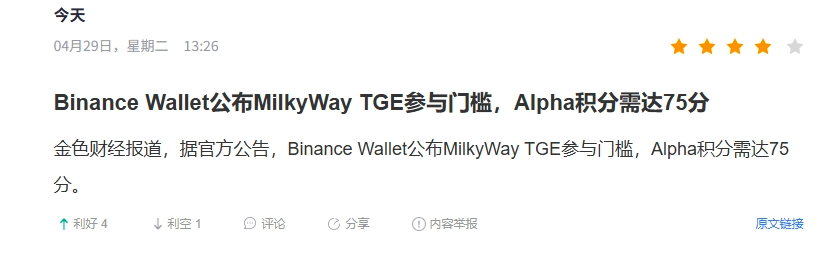 今天
04月29日，星期二 13:26
Binance Wallet公布MilkyWay TGE参与门槛，Alpha积分需达75分
金色财经报道，据官方公告，Binance Wallet公布MilkyWay TGE参与门槛，Alpha积分需达75
分。
利好 4 利空 1 评论 分享 内容举报 原文链接